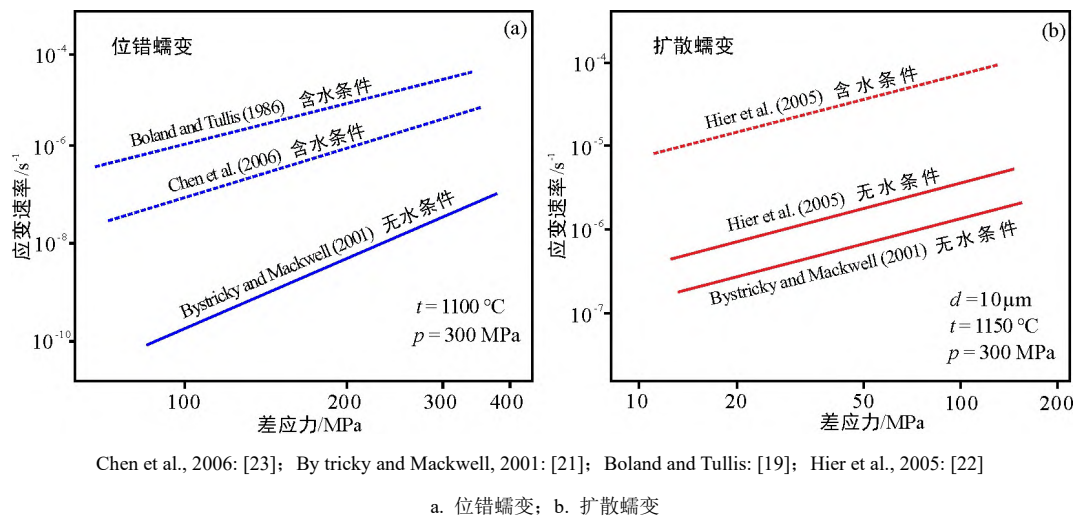 (a)
位错蠕变
10⁻⁴
10⁻⁶
10⁻⁸
10⁻¹⁰
应变速率/s⁻¹
Boland and Tullis (1986) 含水条件
Chen et al. (2006) 含水条件
Bystricky and Mackwell (2001) 无水条件
t = 1100 °C
p = 300 MPa
100 200 300 400
差应力/MPa
(b)
扩散蠕变
10⁻⁴
10⁻⁵
10⁻⁶
10⁻⁷
应变速率/s⁻¹
Hier et al. (2005) 含水条件
Hier et al. (2005) 无水条件
Bystricky and Mackwell (2001) 无水条件
d = 10μm
t = 1150 °C
p = 300 MPa
10 20 50 100 200
差应力/MPa
Chen et al., 2006: [23]; By tricky and Mackwell, 2001: [21]; Boland and Tullis: [19]; Hier et al., 2005: [22]
a. 位错蠕变; b. 扩散蠕变